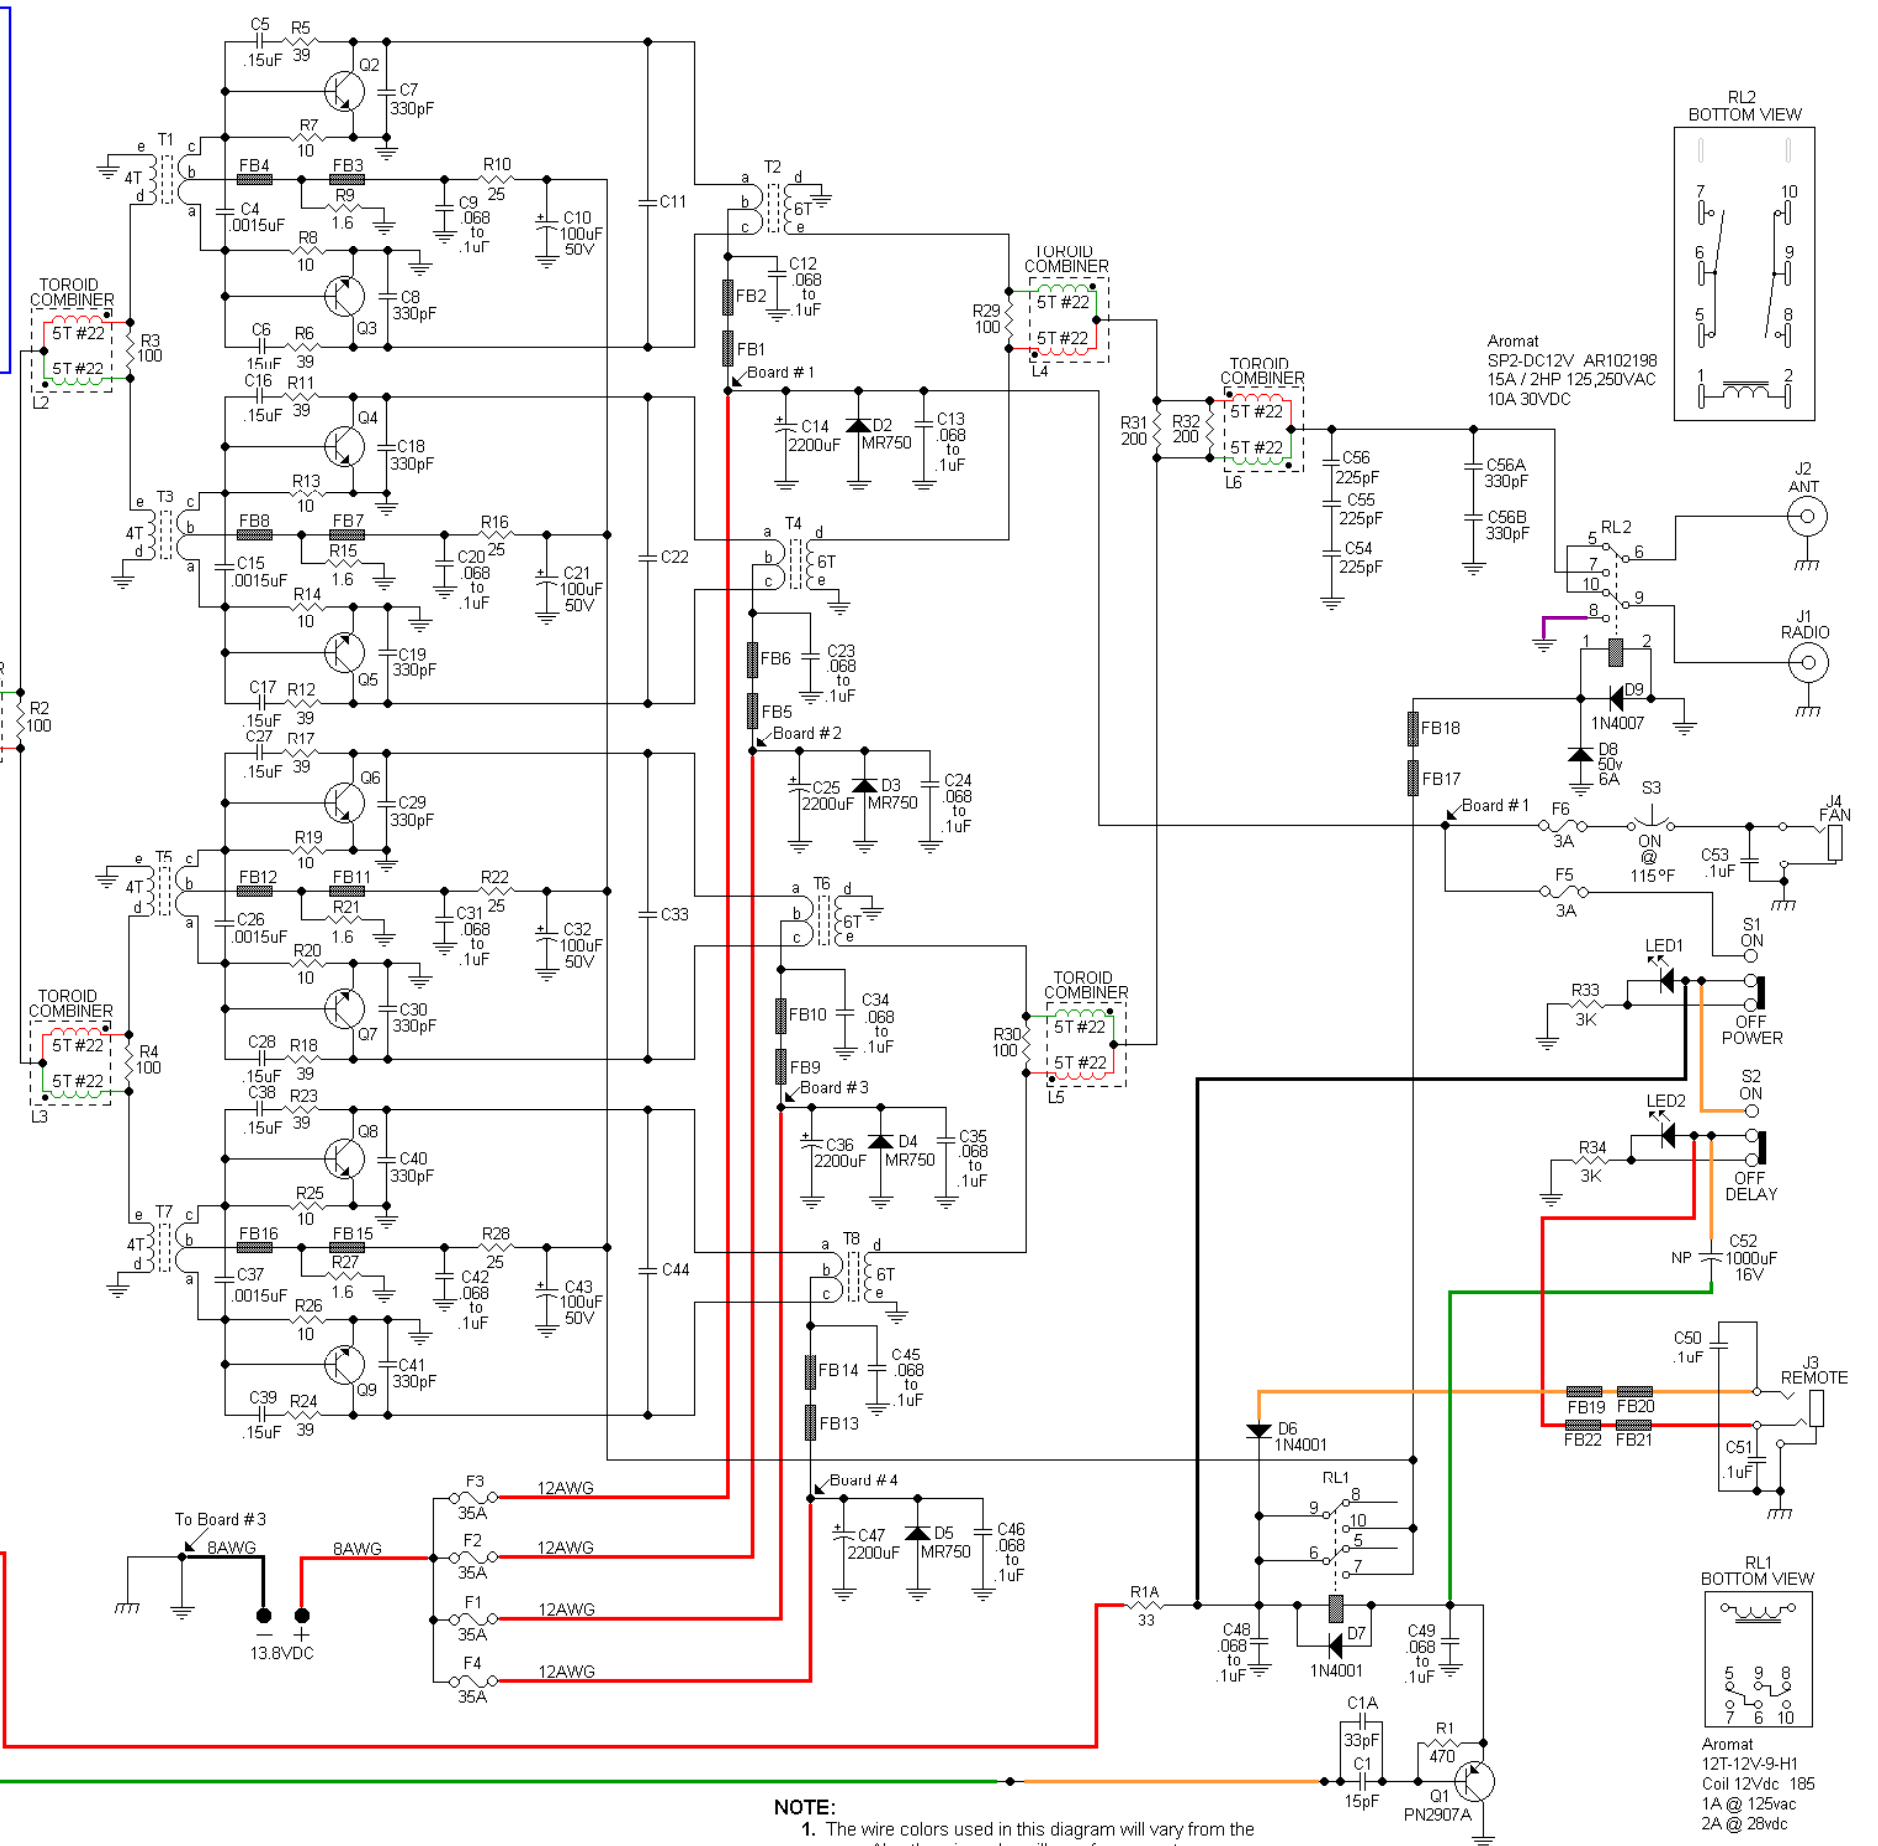 C5
R5
.15uF
39
Q2
C7
330pF
R7
10
T1
e
c
4T
b
d
a
FB4
FB3
R10
25
R9
1.6
C4
.0015uF
C9
.068
to
.1uF
C10
100uF
50V
C11
R8
10
C8
330pF
Q3
C6
R6
15uF
39
TOROID
COMBINER
5T #22
5T #22
L2
R3
100
C16
R11
.15uF
39
Q4
C18
330pF
R13
10
T3
e
c
4T
b
d
a
FB8
FB7
R16
25
R15
1.6
C15
.0015uF
C20
.068
to
.1uF
C21
100uF
50V
C22
R14
10
C19
330pF
Q5
C17
R12
.15uF
39
R2
100
C27
R17
.15uF
39
Q6
C29
330pF
R19
10
T5
e
c
4T
b
d
a
FB12
FB11
R22
25
R21
1.6
C26
.0015uF
C31
.068
to
.1uF
C32
100uF
50V
C33
R20
10
C30
330pF
Q7
C28
R18
.15uF
39
TOROID
COMBINER
5T #22
5T #22
L3
R4
100
C38
R23
.15uF
39
Q8
C40
330pF
R25
10
T7
e
c
4T
b
d
a
FB16
FB15
R28
25
R27
1.6
C37
.0015uF
C42
.068
to
.1uF
C43
100uF
50V
C44
R26
10
C41
330pF
Q9
C39
R24
.15uF
39
T2
a
d
b
6T
c
e
C12
.068
to
.1uF
FB2
FB1
Board #1
C14
2200uF
D2
MR750
C13
.068
to
.1uF
R29
100
TOROID
COMBINER
5T #22
5T #22
L4
T4
a
d
b
6T
c
e
FB6
C23
.068
to
.1uF
FB5
Board #2
C25
2200uF
D3
MR750
C24
.068
to
.1uF
T6
a
d
b
6T
c
e
FB10
C34
.068
to
.1uF
FB9
Board #3
C36
2200uF
D4
MR750
C35
.068
to
.1uF
R30
100
TOROID
COMBINER
5T #22
5T #22
L5
T8
a
d
b
6T
c
e
FB14
C45
.068
to
.1uF
FB13
Board #4
C47
2200uF
D5
MR750
C46
.068
to
.1uF
R31
200
R32
200
TOROID
COMBINER
5T #22
5T #22
L6
C56
225pF
C55
225pF
C54
225pF
C56A
330pF
C56B
330pF
Aromat
SP2-DC12V AR102198
15A / 2HP 125,250VAC
10A 30VDC
RL2
BOTTOM VIEW
7
10
6
9
5
8
1
2
J2
ANT
RL2
5
6
7
10
9
8
1
2
J1
RADIO
D9
1N4007
D8
50v
6A
FB18
FB17
Board #1
F6
3A
S3
ON
@
115°F
C53
.1uF
J4
FAN
F5
3A
S1
ON
LED1
R33
3K
OFF
POWER
S2
ON
LED2
R34
3K
OFF
DELAY
NP
C52
1000uF
16V
C50
.1uF
J3
REMOTE
FB19
FB20
FB22
FB21
C51
.1uF
D6
1N4001
RL1
8
9
10
5
6
7
R1A
33
C48
.068
to
.1uF
D7
1N4001
C49
.068
to
.1uF
C1A
33pF
C1
15pF
R1
470
Q1
PN2907A
RL1
BOTTOM VIEW
5 9 8
7 6 10
Aromat
12T-12V-9-H1
Coil 12Vdc 185
1A @ 125vac
2A @ 28vdc
To Board #3
8AWG
8AWG
13.8VDC
F3
35A
12AWG
F2
35A
12AWG
F1
35A
12AWG
F4
35A
12AWG
NOTE:
1. The wire colors used in this diagram will vary from the